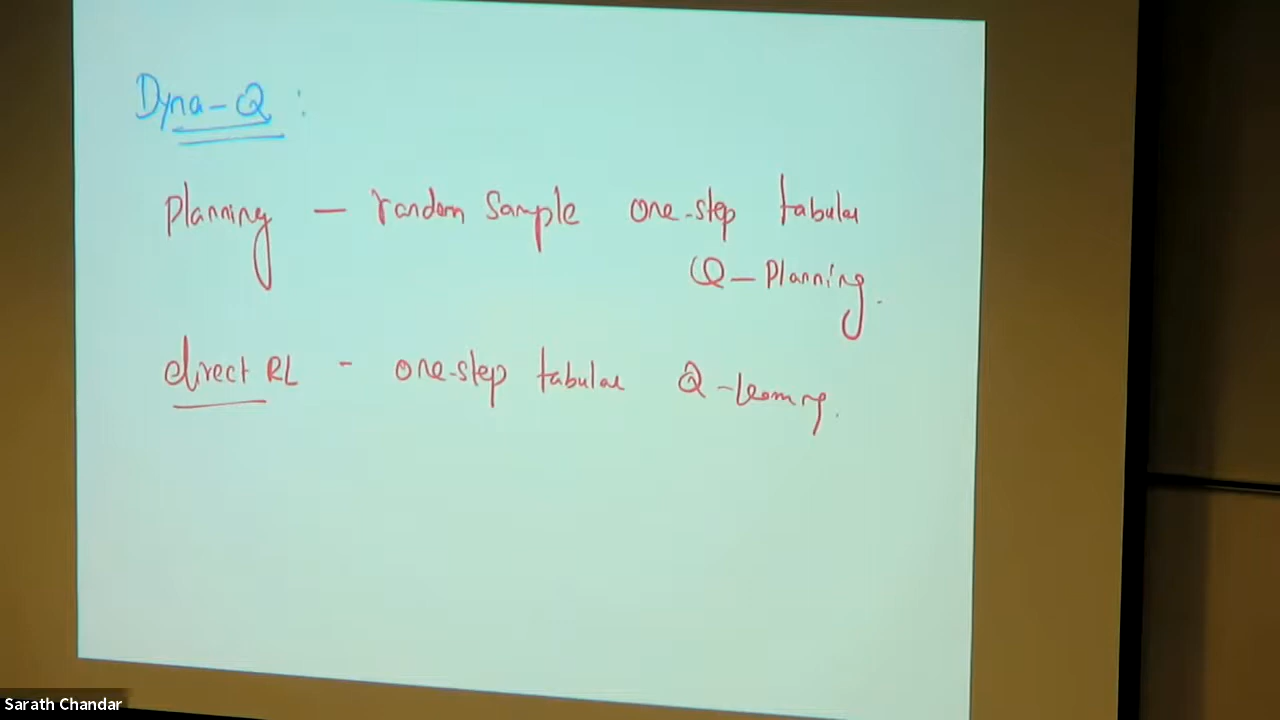 Dyna-Q :
Planning — random Sample one-step tabular
Q-Planning.
direct RL - one-step tabular Q-learning.
Sarath Chandar